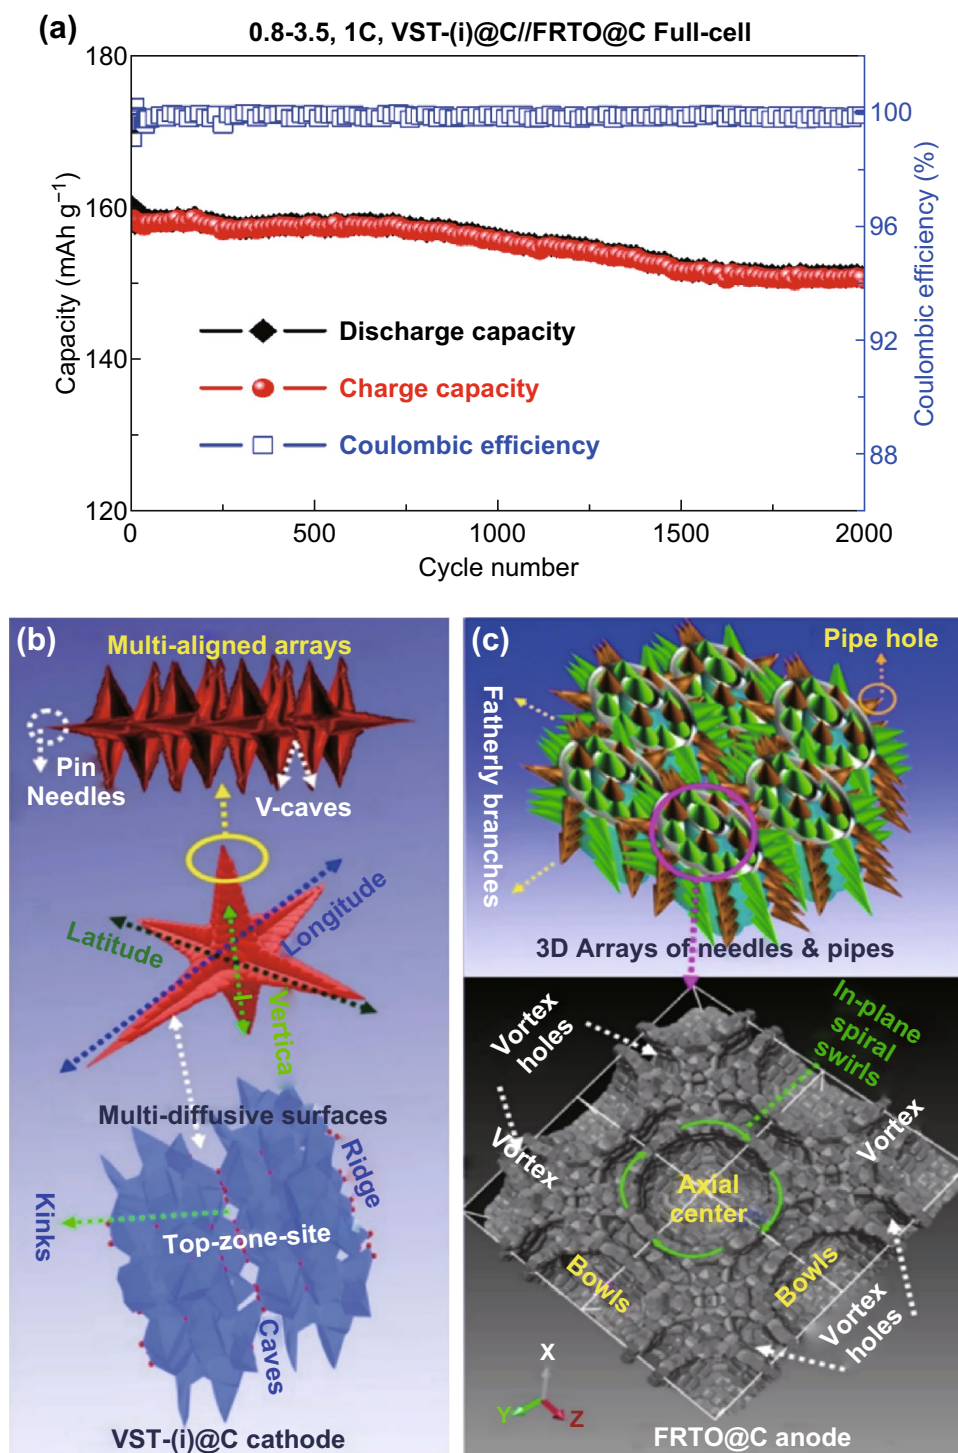 (a)
0.8-3.5, 1C, VST-(i)@C//FRTO@C Full-cell
180
160
140
120
Capacity (mAh g⁻¹)
100
96
92
88
Coulombic efficiency (%)
Discharge capacity
Charge capacity
Coulombic efficiency
0
500
1000
1500
2000
Cycle number
(b)
Multi-aligned arrays
Pin
Needles
V-caves
Latitude
Longitude
Vertical
Multi-diffusive surfaces
Ridge
Kinks
Top-zone-site
Caves
VST-(i)@C cathode
(c)
Pipe hole
Fatherly branches
3D Arrays of needles & pipes
Vortex
holes
In-plane
spiral
swirls
Vortex
Vortex
Axial
center
Bowls
Bowls
Vortex
holes
X
Y
Z
FRTO@C anode